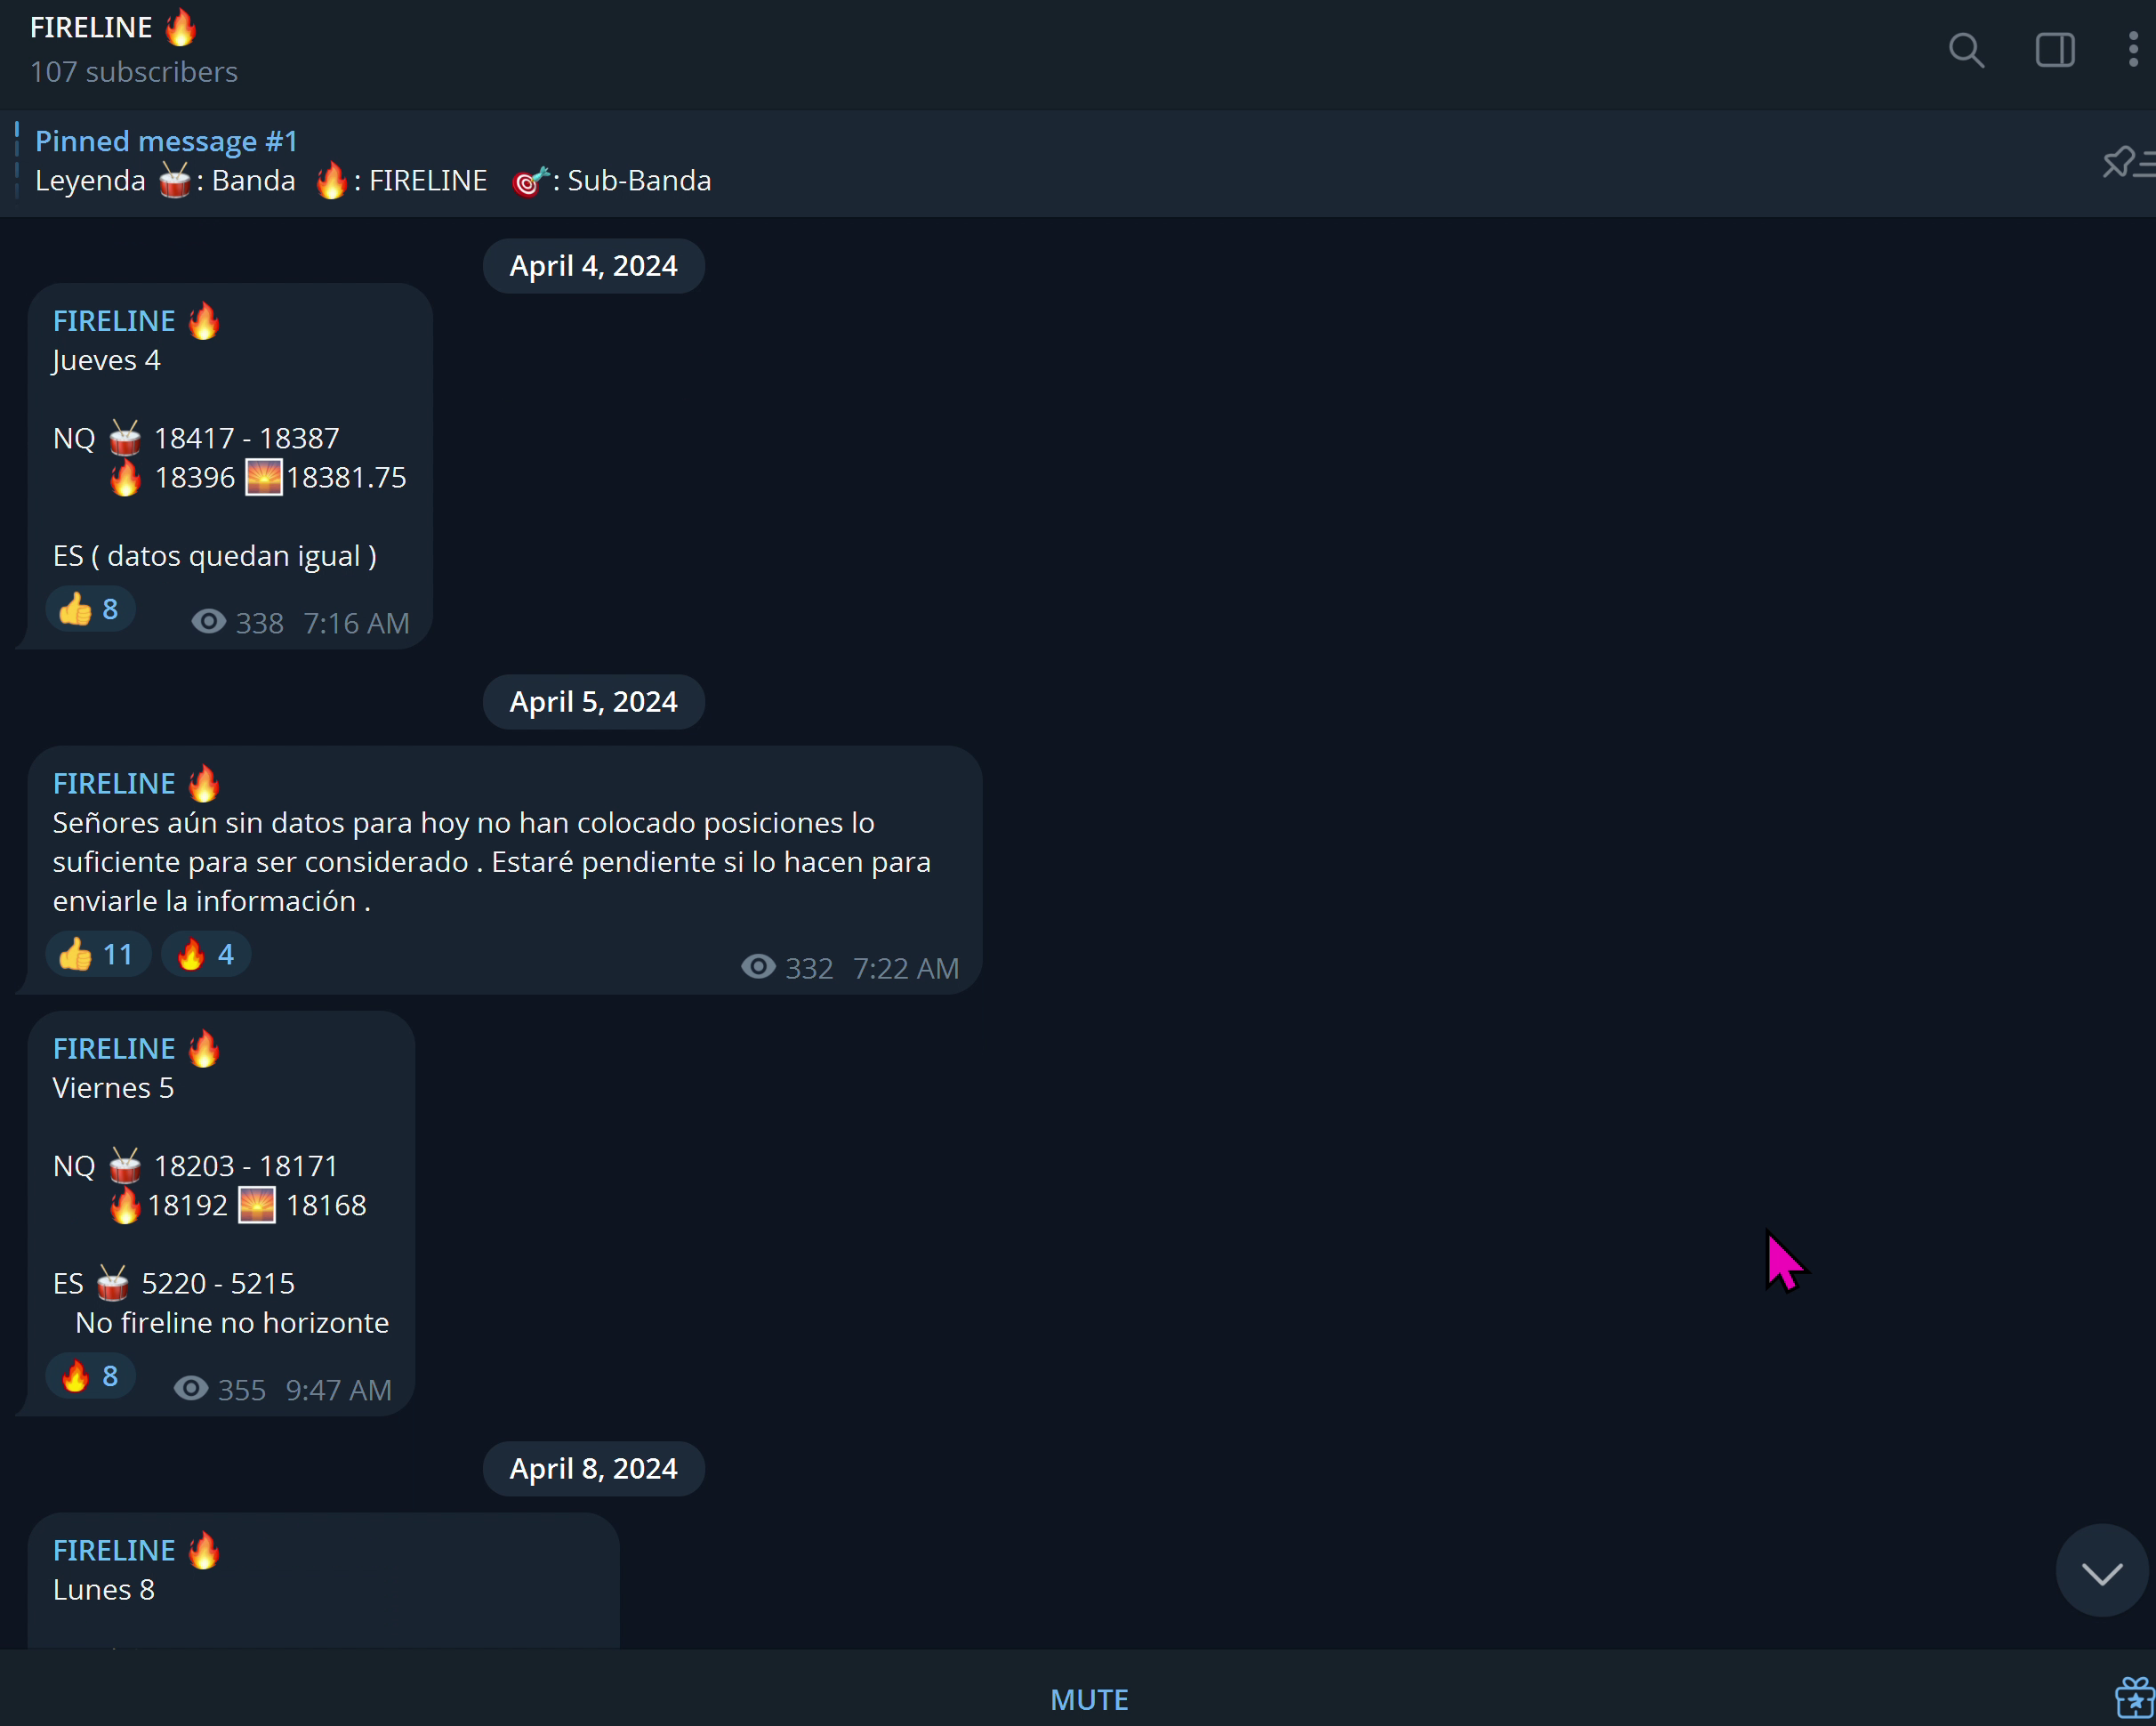 FIRELINE 🔥
107 subscribers
Pinned message #1
Leyenda 🥁: Banda 🔥: FIRELINE 🎯: Sub-Banda
April 4, 2024
FIRELINE 🔥
Jueves 4
NQ 🥁 18417 - 18387
🔥 18396 🌅18381.75
ES ( datos quedan igual )
👍 8 338 7:16 AM
April 5, 2024
FIRELINE 🔥
Señores aún sin datos para hoy no han colocado posiciones lo
suficiente para ser considerado . Estaré pendiente si lo hacen para
enviarle la información .
👍 11 🔥 4 332 7:22 AM
FIRELINE 🔥
Viernes 5
NQ 🥁 18203 - 18171
🔥18192 🌅 18168
ES 🥁 5220 - 5215
No fireline no horizonte
🔥 8 355 9:47 AM
April 8, 2024
FIRELINE 🔥
Lunes 8
MUTE